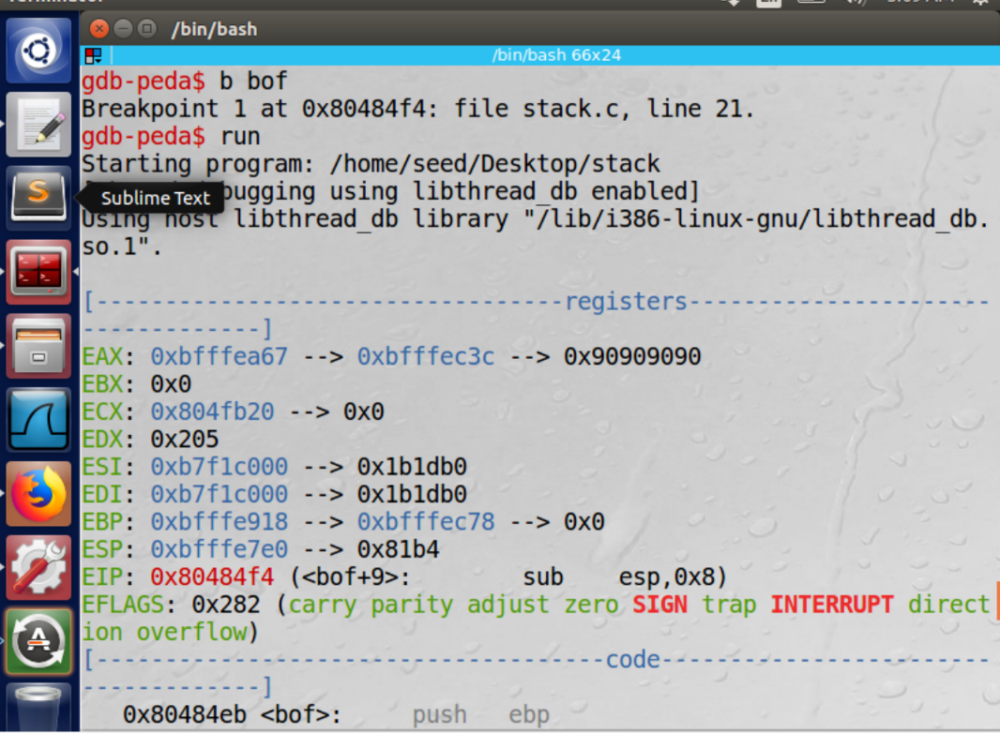 /bin/bash
/bin/bash 66x24
gdb-peda$ b bof
Breakpoint 1 at 0x80484f4: file stack.c, line 21.
gdb-peda$ run
Starting program: /home/seed/Desktop/stack
Sublime Text
ugging using libthread_db enabled]
Using host libthread_db library "/lib/i386-linux-gnu/libthread_db.
so.1".
[----------------------------------registers----------------------
-------------]
EAX: 0xbfffea67 --> 0xbfffec3c --> 0x90909090
EBX: 0x0
ECX: 0x804fb20 --> 0x0
EDX: 0x205
ESI: 0xb7f1c000 --> 0x1b1db0
EDI: 0xb7f1c000 --> 0x1b1db0
EBP: 0xbfffe918 --> 0xbfffec78 --> 0x0
ESP: 0xbfffe7e0 --> 0x81b4
EIP: 0x80484f4 (<bof+9>: sub esp,0x8)
EFLAGS: 0x282 (carry parity adjust zero SIGN trap INTERRUPT direct
ion overflow)
[-------------------------------------code------------------------
-------------]
0x80484eb <bof>: push ebp